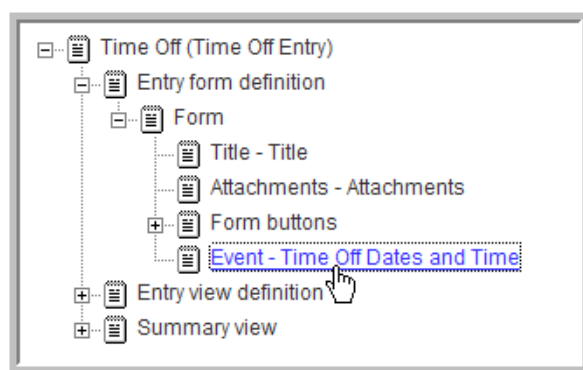 Time Off (Time Off Entry)
Entry form definition
Form
Title - Title
Attachments - Attachments
Form buttons
Event - Time Off Dates and Time
Entry view definition
Summary view